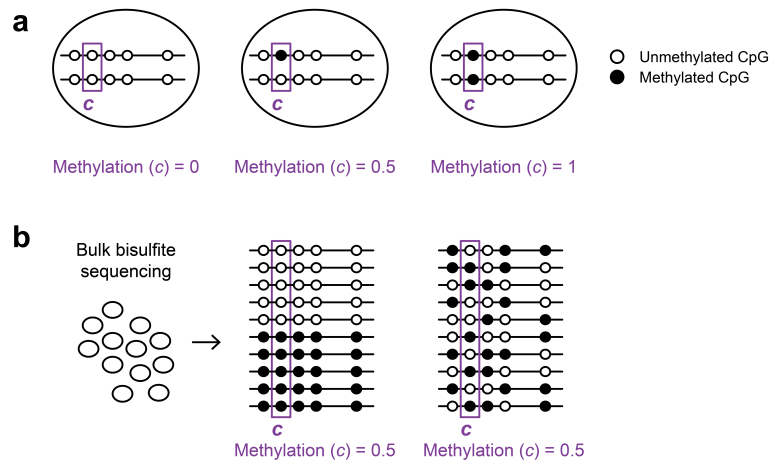 a
Unmethylated CpG
Methylated CpG
c
c
c
Methylation (c) = 0
Methylation (c) = 0.5
Methylation (c) = 1
b
Bulk bisulfite
sequencing
c
c
Methylation (c) = 0.5
Methylation (c) = 0.5